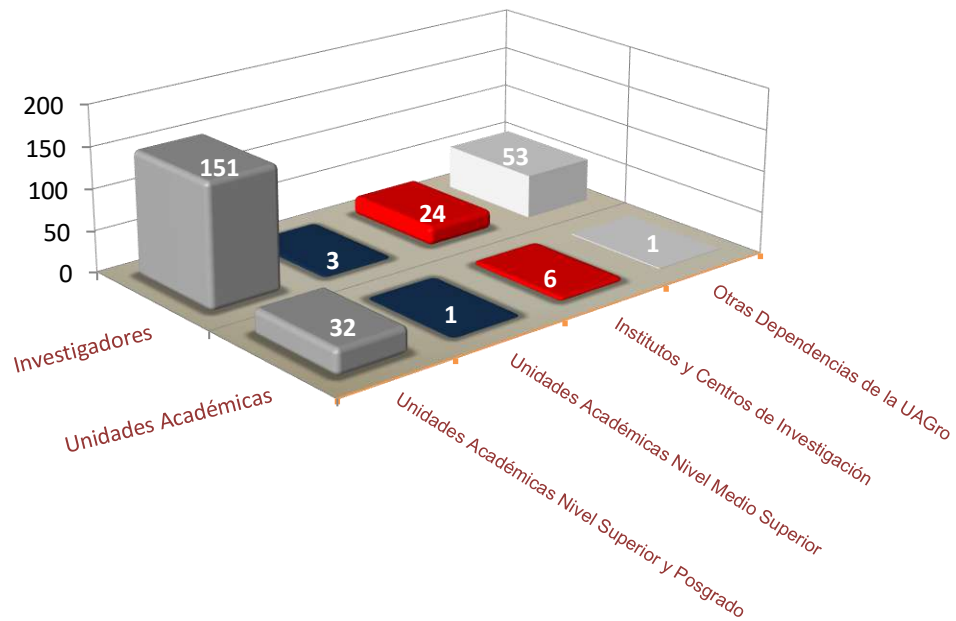 200
150
100
50
0
151
53
24
3
1
6
1
32
Investigadores
Unidades Académicas
Unidades Académicas Nivel Superior y Posgrado
Unidades Académicas Nivel Medio Superior
Institutos y Centros de Investigación
Otras Dependencias de la UAGro